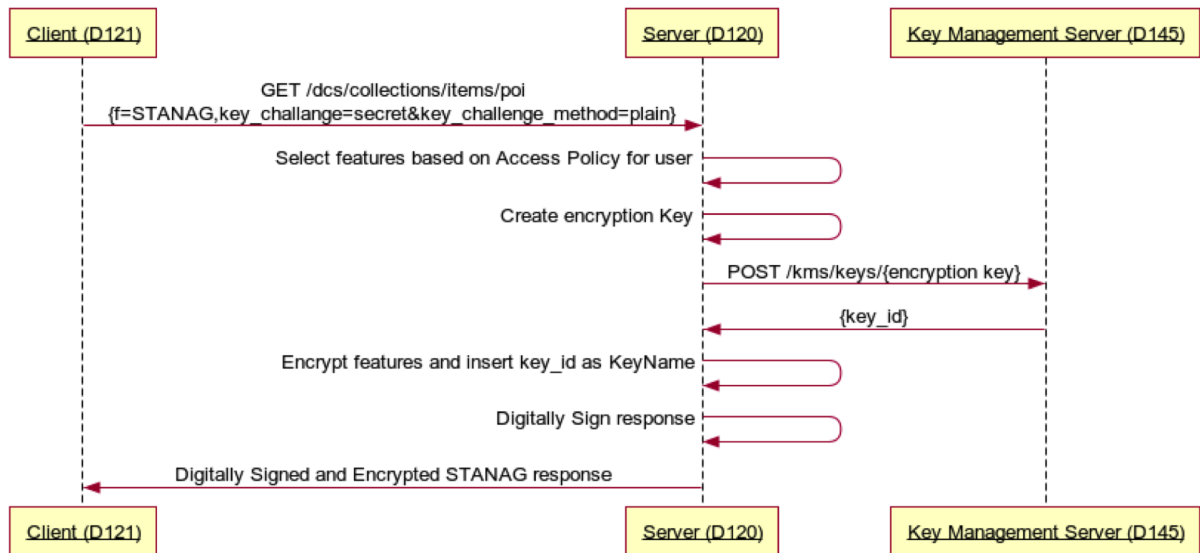 Client (D121)
Server (D120)
Key Management Server (D145)
GET /dcs/collections/items/poi
{f=STANAG,key_challange=secret&key_challenge_method=plain}
Select features based on Access Policy for user
Create encryption Key
POST /kms/keys/{encryption key}
{key_id}
Encrypt features and insert key_id as KeyName
Digitally Sign response
Digitally Signed and Encrypted STANAG response
Client (D121)
Server (D120)
Key Management Server (D145)